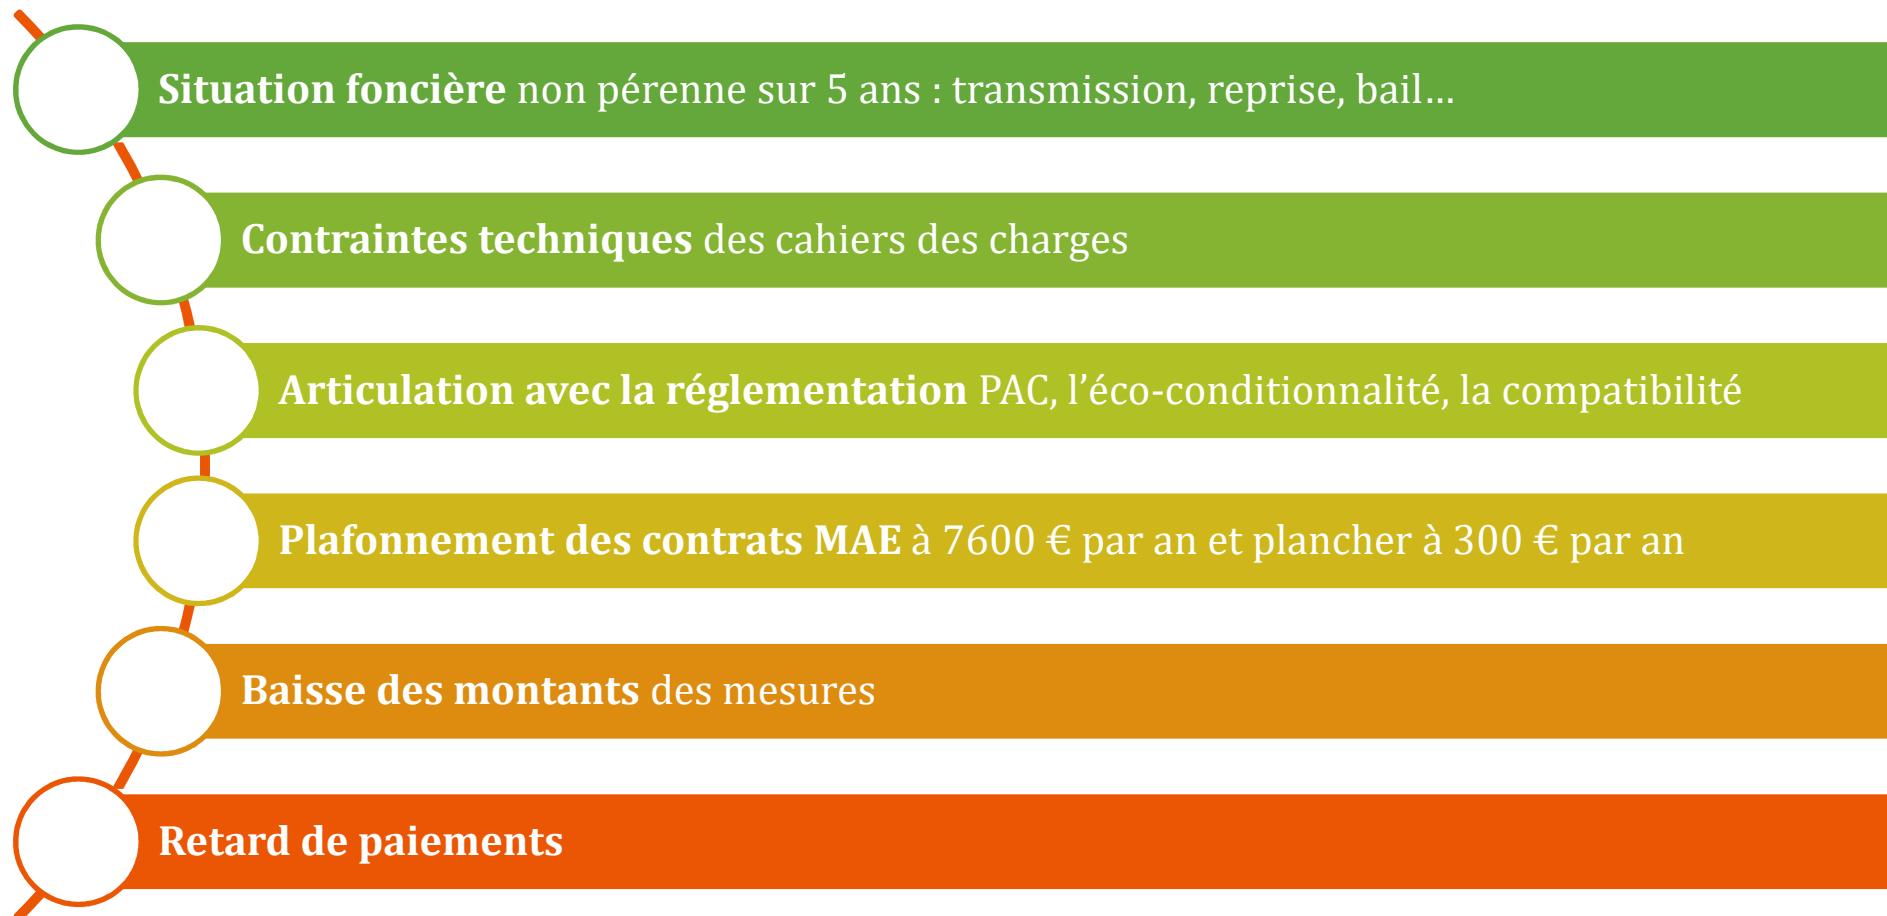 Situation foncière non pérenne sur 5 ans : transmission, reprise, bail…
Contraintes techniques des cahiers des charges
Articulation avec la réglementation PAC, l’éco-conditionnalité, la compatibilité
Plafonnement des contrats MAE à 7600 € par an et plancher à 300 € par an
Baisse des montants des mesures
Retard de paiements